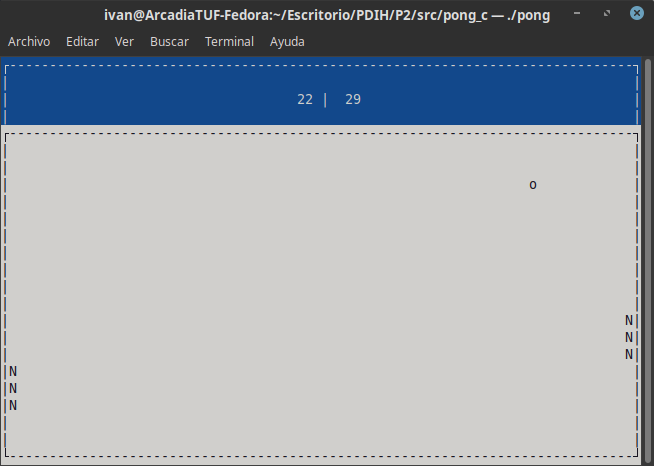 ivan@ArcadiaTUF-Fedora:~/Escritorio/PDIH/P2/src/pong_c — ./pong
Archivo Editar Ver Buscar Terminal Ayuda
22 | 29
o
N
N
N
N
N
N